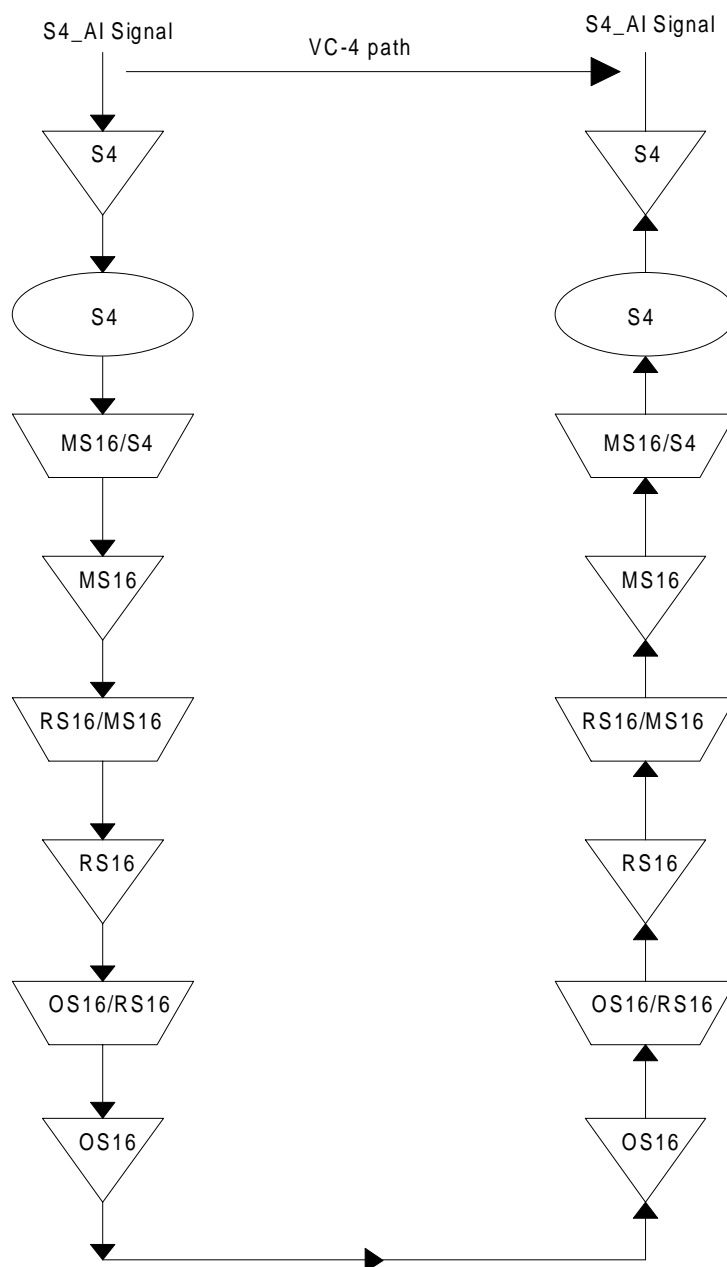 S4_AI Signal
VC-4 path
S4_AI Signal
S4
S4
S4
S4
MS16/S4
MS16/S4
MS16
MS16
RS16/MS16
RS16/MS16
RS16
RS16
OS16/RS16
OS16/RS16
OS16
OS16